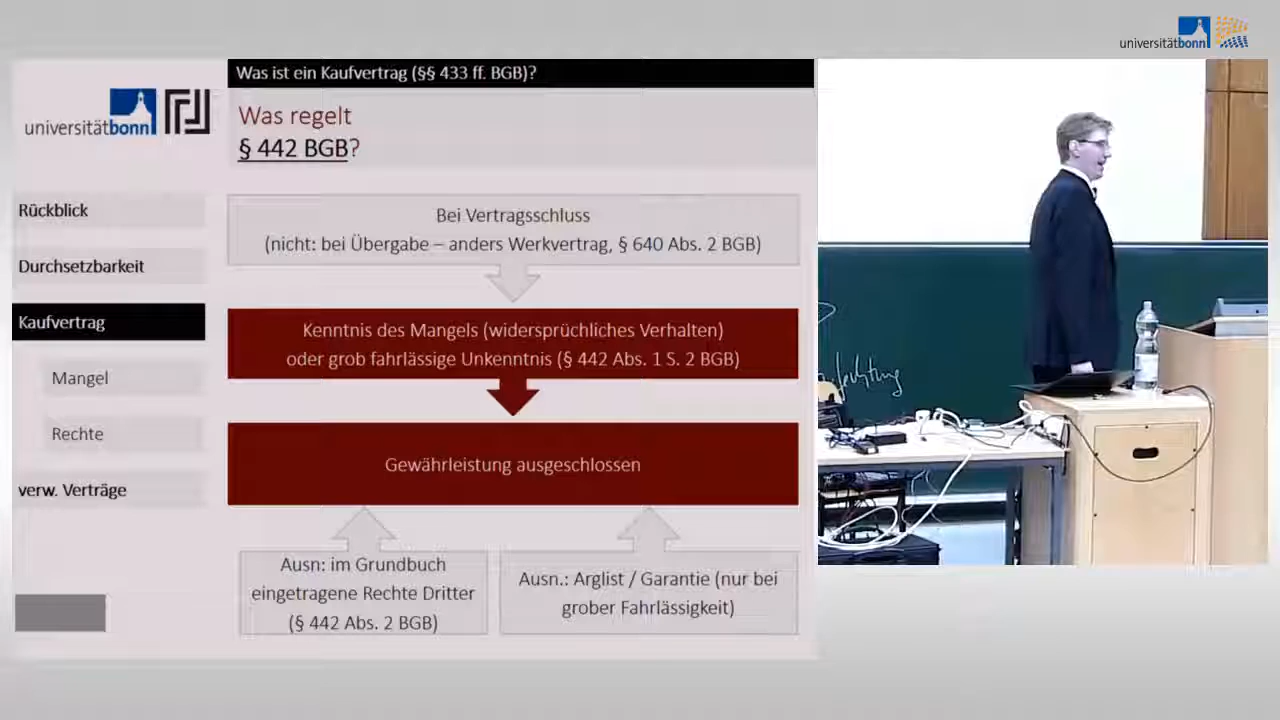 universitätbonn
Was ist ein Kaufvertrag (§§ 433 ff. BGB)?
universitätbonn
Was regelt
§ 442 BGB?
Rückblick
Durchsetzbarkeit
Kaufvertrag
Mangel
Rechte
verw. Verträge
Bei Vertragsschluss
(nicht: bei Übergabe – anders Werkvertrag, § 640 Abs. 2 BGB)
Kenntnis des Mangels (widersprüchliches Verhalten)
oder grob fahrlässige Unkenntnis (§ 442 Abs. 1 S. 2 BGB)
Gewährleistung ausgeschlossen
Ausn: im Grundbuch
eingetragene Rechte Dritter
(§ 442 Abs. 2 BGB)
Ausn.: Arglist / Garantie (nur bei
grober Fahrlässigkeit)